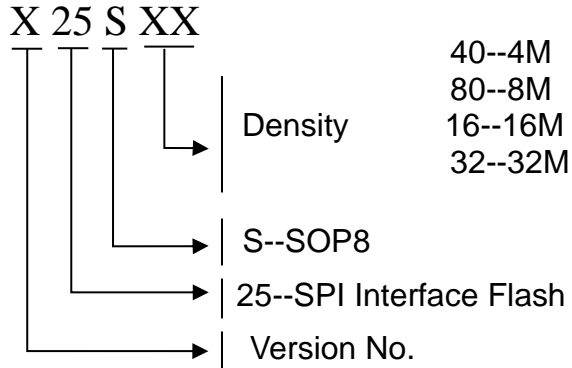 X 25 S XX
40--4M
80--8M
Density 16--16M
32--32M
S--SOP8
25--SPI Interface Flash
Version No.